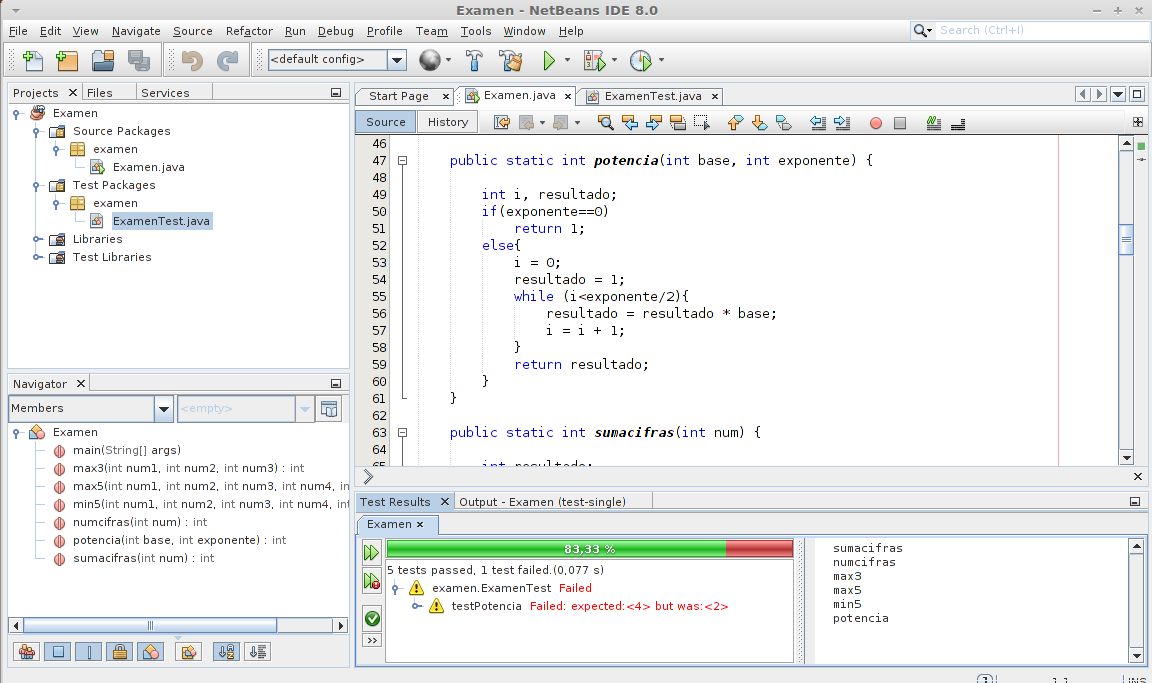 Examen - NetBeans IDE 8.0
File Edit View Navigate Source Refactor Run Debug Profile Team Tools Window Help
Search (Ctrl+I)
<default config>
Projects Files Services
Examen
Source Packages
examen
Examen.java
Test Packages
examen
ExamenTest.java
Libraries
Test Libraries
Navigator
Members
<empty>
Examen
main(String[] args)
max3(int num1, int num2, int num3) : int
max5(int num1, int num2, int num3, int num4, in
min5(int num1, int num2, int num3, int num4, int
numcifras(int num) : int
potencia(int base, int exponente) : int
sumacifras(int num) : int
Start Page Examen.java ExamenTest.java
Source History
46
47 public static int potencia(int base, int exponente) {
48
49 int i, resultado;
50 if(exponente==0)
51 return 1;
52 else{
53 i = 0;
54 resultado = 1;
55 while (i<exponente/2){
56 resultado = resultado * base;
57 i = i + 1;
58 }
59 return resultado;
60 }
61 }
62
63 public static int sumacifras(int num) {
64
65 int resultado;
Test Results Output - Examen (test-single)
Examen
83,33 %
5 tests passed, 1 test failed.(0,077 s)
examen.ExamenTest Failed
testPotencia Failed: expected:<4> but was:<2>
sumacifras
numcifras
max3
max5
min5
potencia
1:1 INS